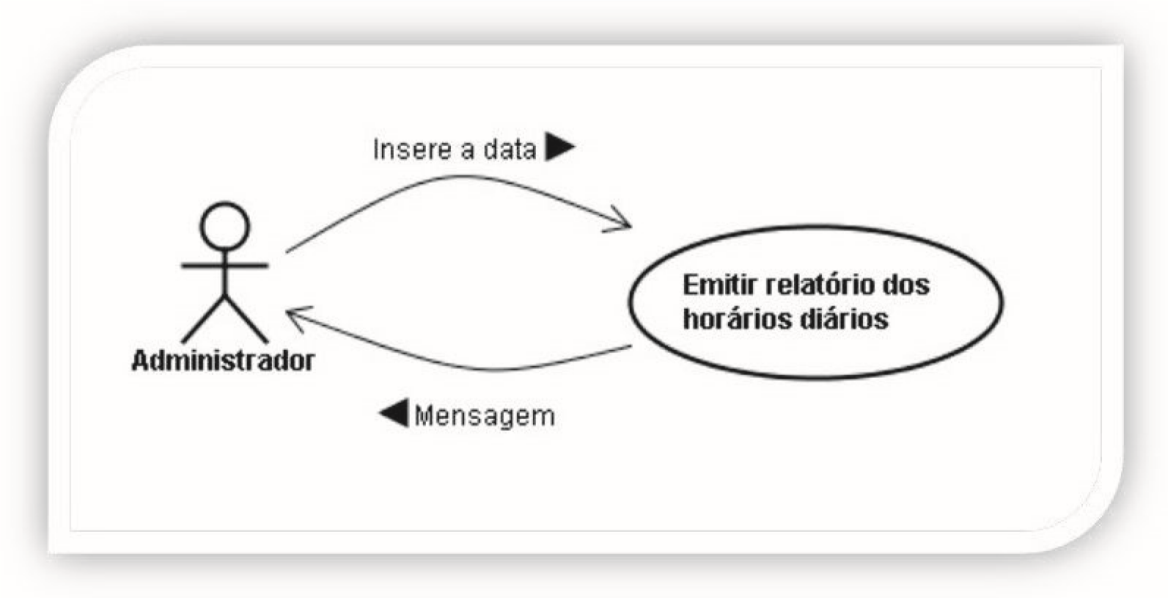 Insere a data
Administrador
Emitir relatório dos
horários diários
Mensagem